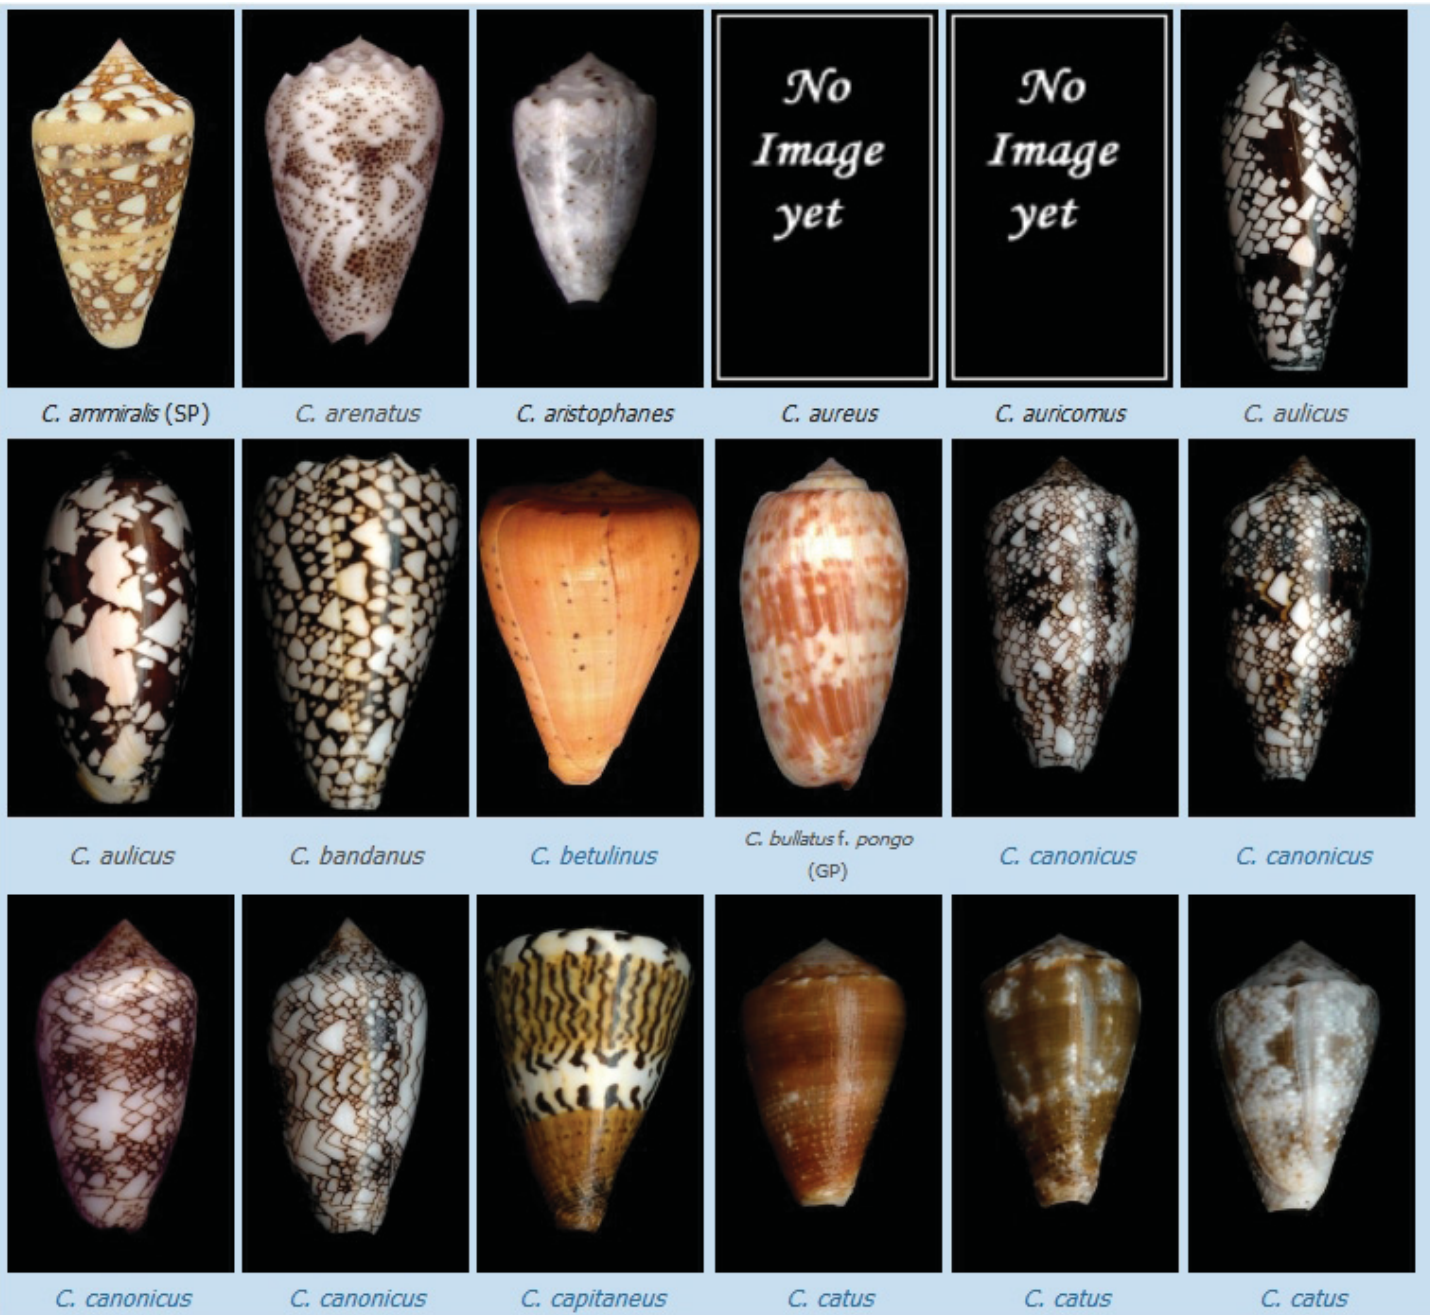 No
Image
yet
No
Image
yet
C. ammiralis (SP)
C. arenatus
C. aristophanes
C. aureus
C. auricomus
C. aulicus
C. aulicus
C. bandanus
C. betulinus
C. bullatus f. pongo
(GP)
C. canonicus
C. canonicus
C. canonicus
C. canonicus
C. capitaneus
C. catus
C. catus
C. catus